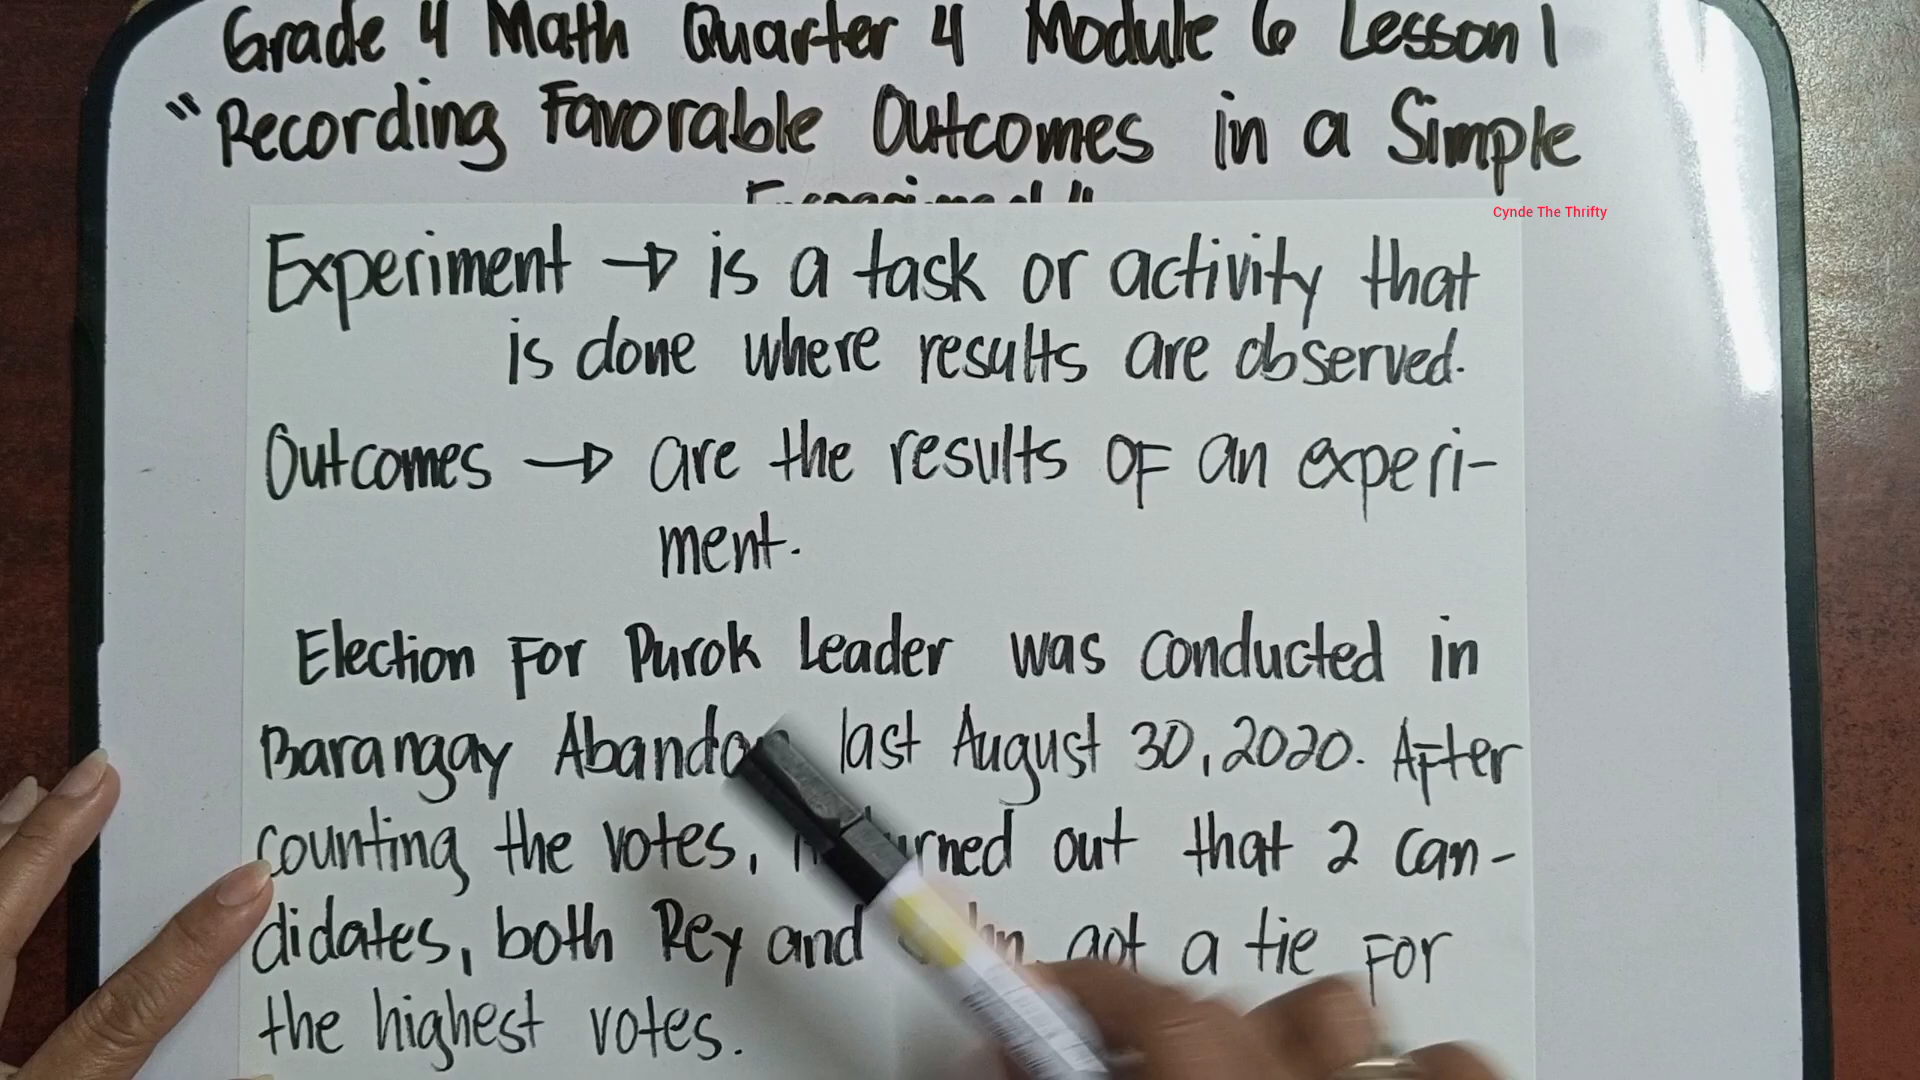 Grade 4 Math Quarter 4 Module 6 Lesson 1
"Recording Favorable Outcomes in a Simple
Cynde The Thrifty
Experiment → is a task or activity that
is done where results are observed.
Outcomes → are the results of an experi-
ment.
Election For Purok Leader was conducted in
Barangay last August 30, 2020. After
counting the votes, out that 2 can-
didates, both Rey and got a tie For
the highest votes.